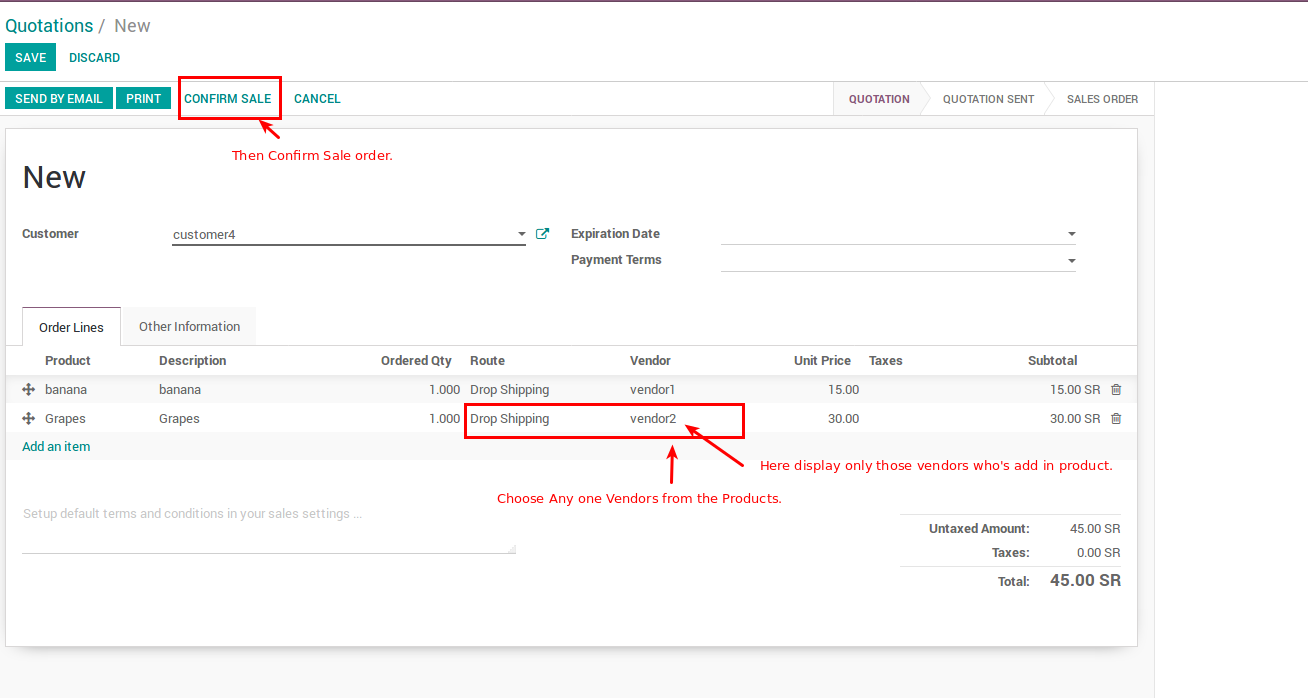 Quotations / New
SAVE DISCARD
SEND BY EMAIL PRINT CONFIRM SALE CANCEL QUOTATION QUOTATION SENT SALES ORDER
Then Confirm Sale order.
New
Customer customer4 Expiration Date
Payment Terms
Order Lines Other Information
Product Description Ordered Qty Route Vendor Unit Price Taxes Subtotal
banana banana 1.000 Drop Shipping vendor1 15.00 15.00 SR
Grapes Grapes 1.000 Drop Shipping vendor2 30.00 30.00 SR
Add an item
Here display only those vendors who's add in product.
Choose Any one Vendors from the Products.
Setup default terms and conditions in your sales settings ...
Untaxed Amount: 45.00 SR
Taxes: 0.00 SR
Total: 45.00 SR